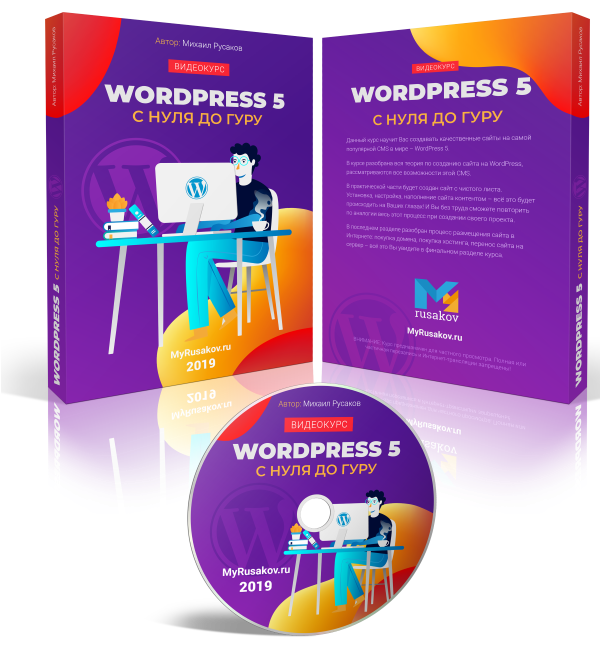 Автор: Михаил Русаков
WORDPRESS 5 С НУЛЯ ДО ГУРУ
Автор: Михаил Русаков
ВИДЕОКУРС
WORDPRESS 5
С НУЛЯ ДО ГУРУ
MyRusakov.ru
2019
ВИДЕОКУРС
WORDPRESS 5
С НУЛЯ ДО ГУРУ
Данный курс научит Вас создавать качественные сайты на самой
популярной CMS в мире – WordPress 5.
В курсе разобрана вся теория по созданию сайта на WordPress,
рассматриваются все возможности этой CMS.
В практической части будет создан сайт с чистого листа.
Установка, настройка, наполнение сайта контентом – всё это будет
происходить на Ваших глазах! И Вы без труда сможете повторить
по аналогии весь этот процесс при создании своего проекта.
В последнем разделе разобран процесс размещения сайта в
Интернете: покупка домена, покупка хостинга, перенос сайта на
сервер – всё это Вы увидите в финальном разделе курса.
rusakov
MyRusakov.ru
Автор: Михаил Русаков
WORDPRESS 5 С НУЛЯ ДО ГУРУ
Автор: Михаил Русаков
ВИДЕОКУРС
WORDPRESS 5
С НУЛЯ ДО ГУРУ
MyRusakov.ru
2019